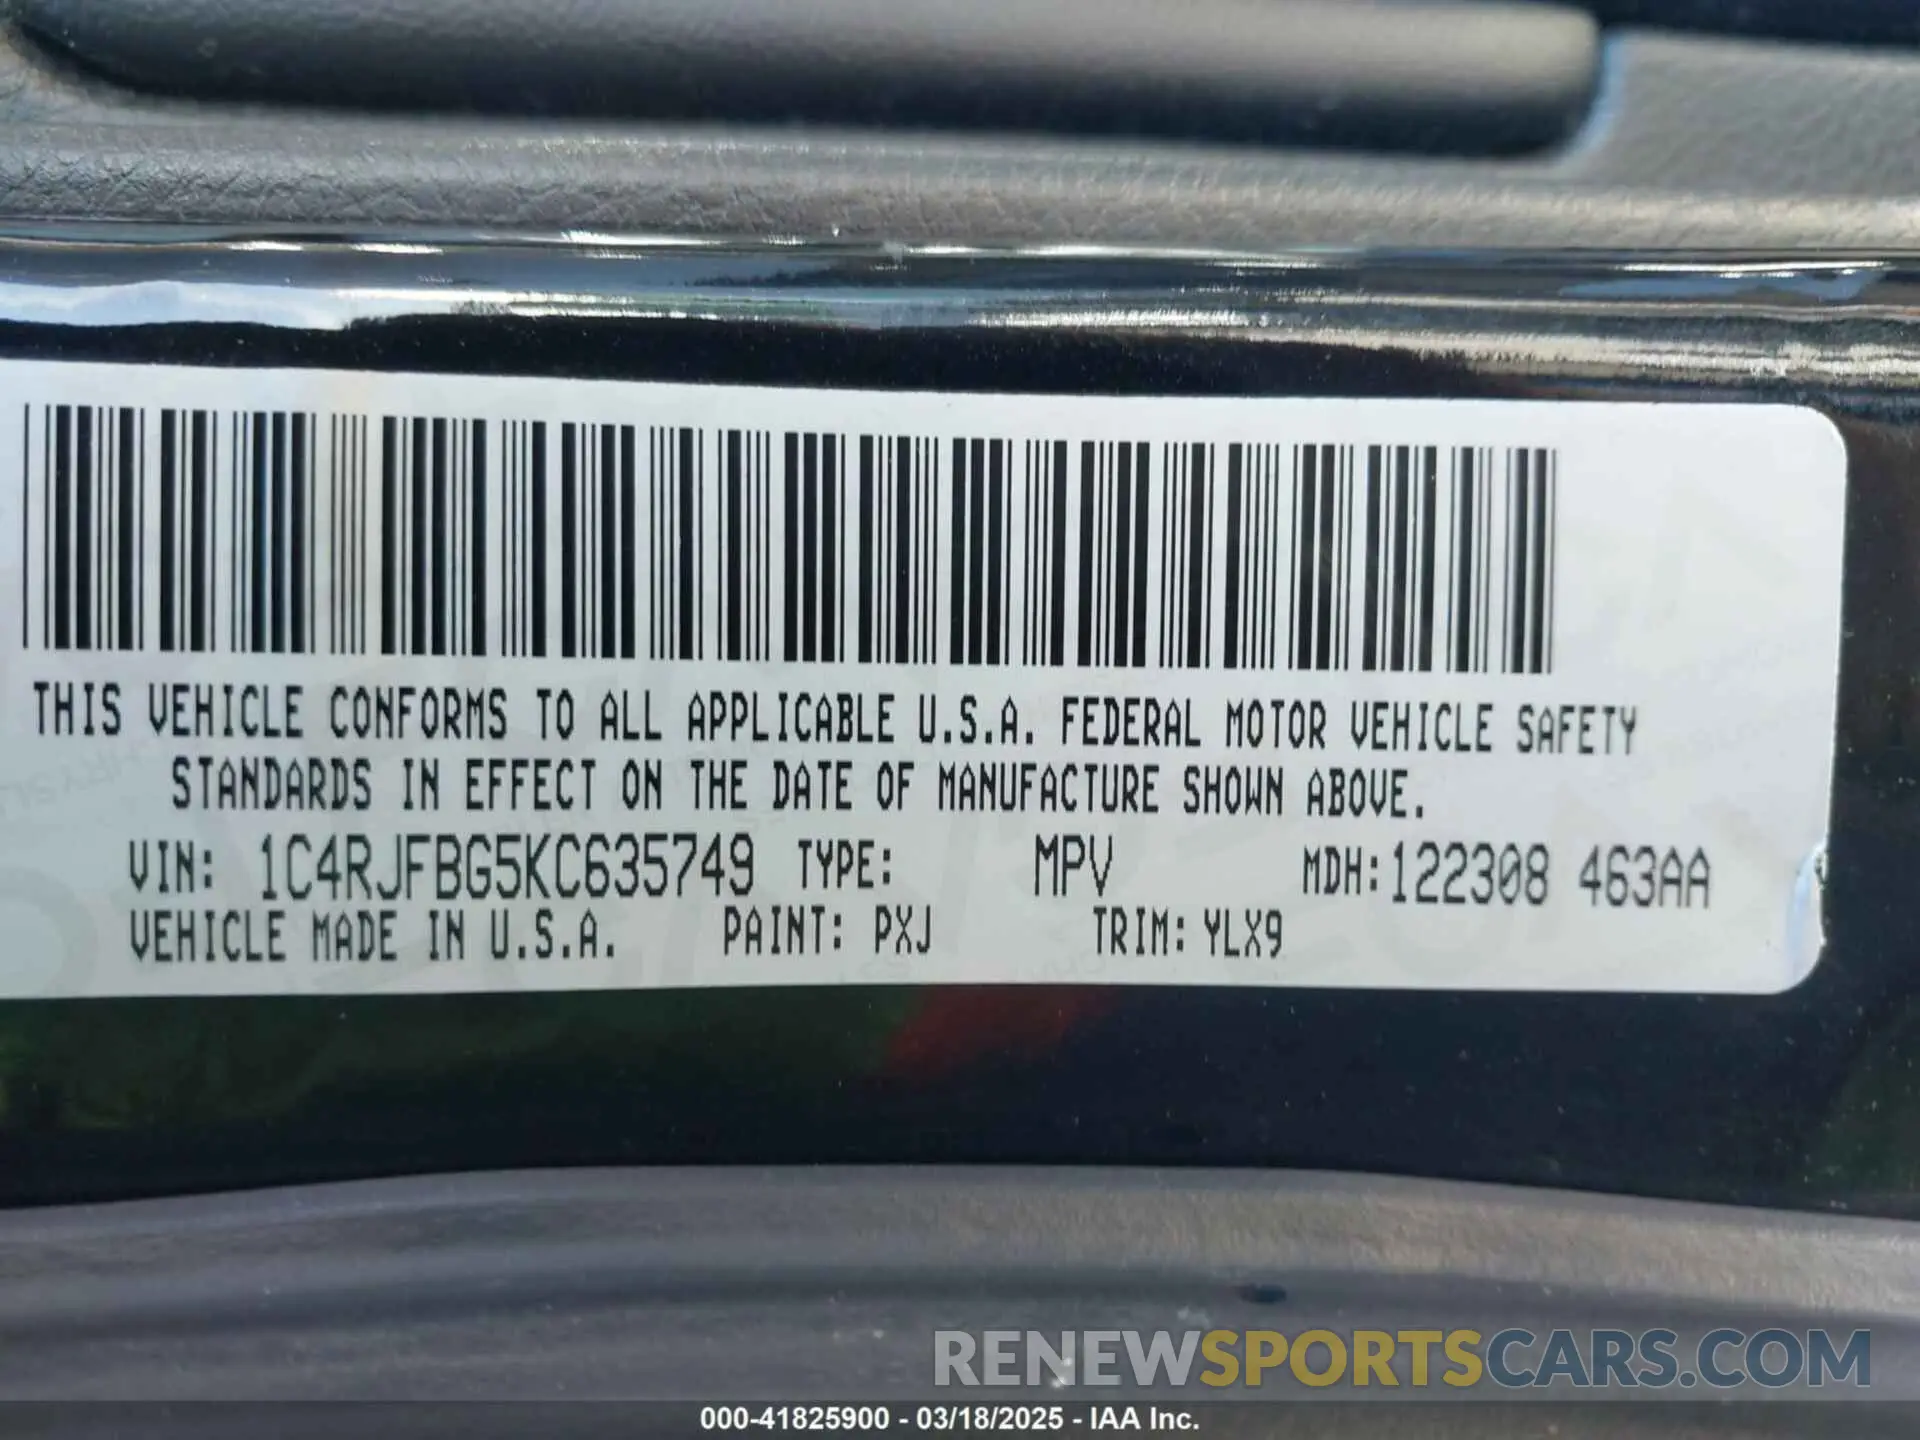 THIS VEHICLE CONFORMS TO ALL APPLICABLE U.S.A. FEDERAL MOTOR VEHICLE SAFETY
STANDARDS IN EFFECT ON THE DATE OF MANUFACTURE SHOWN ABOVE.
VIN: 1C4RJFBG5KC635749 TYPE: MPV MDH:122308 463AA
VEHICLE MADE IN U.S.A. PAINT: PXJ TRIM: YLX9
RENEWSPORTSCARS.COM
000-41825900 - 03/18/2025 - IAA Inc.